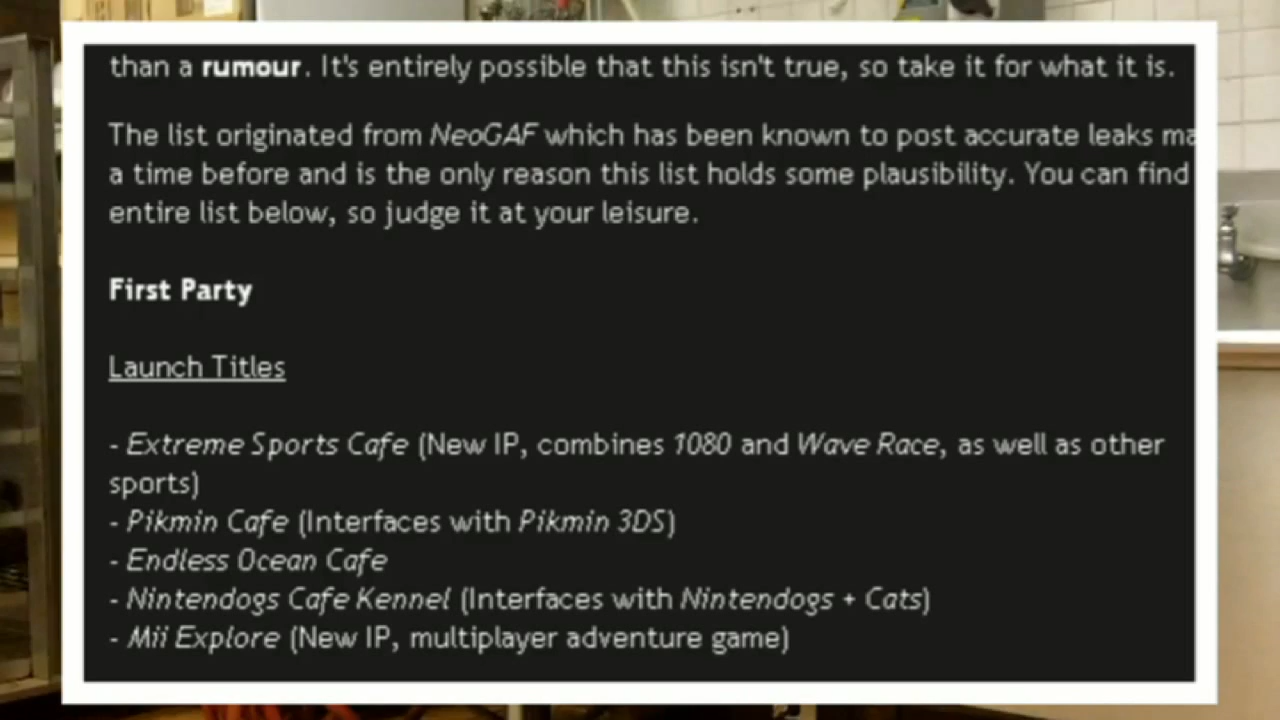 than a rumour. It's entirely possible that this isn't true, so take it for what it is.
The list originated from NeoGAF which has been known to post accurate leaks ma
a time before and is the only reason this list holds some plausibility. You can find
entire list below, so judge it at your leisure.
First Party
Launch Titles
- Extreme Sports Cafe (New IP, combines 1080 and Wave Race, as well as other
sports)
- Pikmin Cafe (Interfaces with Pikmin 3DS)
- Endless Ocean Cafe
- Nintendogs Cafe Kennel (Interfaces with Nintendogs + Cats)
- Mii Explore (New IP, multiplayer adventure game)